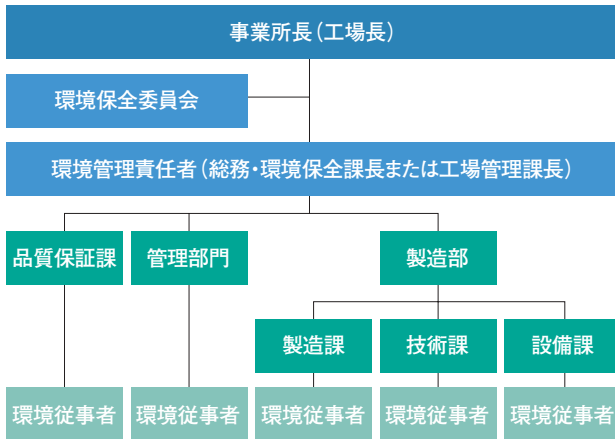 事業所長（工場長）
環境保全委員会
環境管理責任者（総務・環境保全課長または工場管理課長）
品質保証課
管理部門
製造部
製造課
技術課
設備課
環境従事者
環境従事者
環境従事者
環境従事者
環境従事者